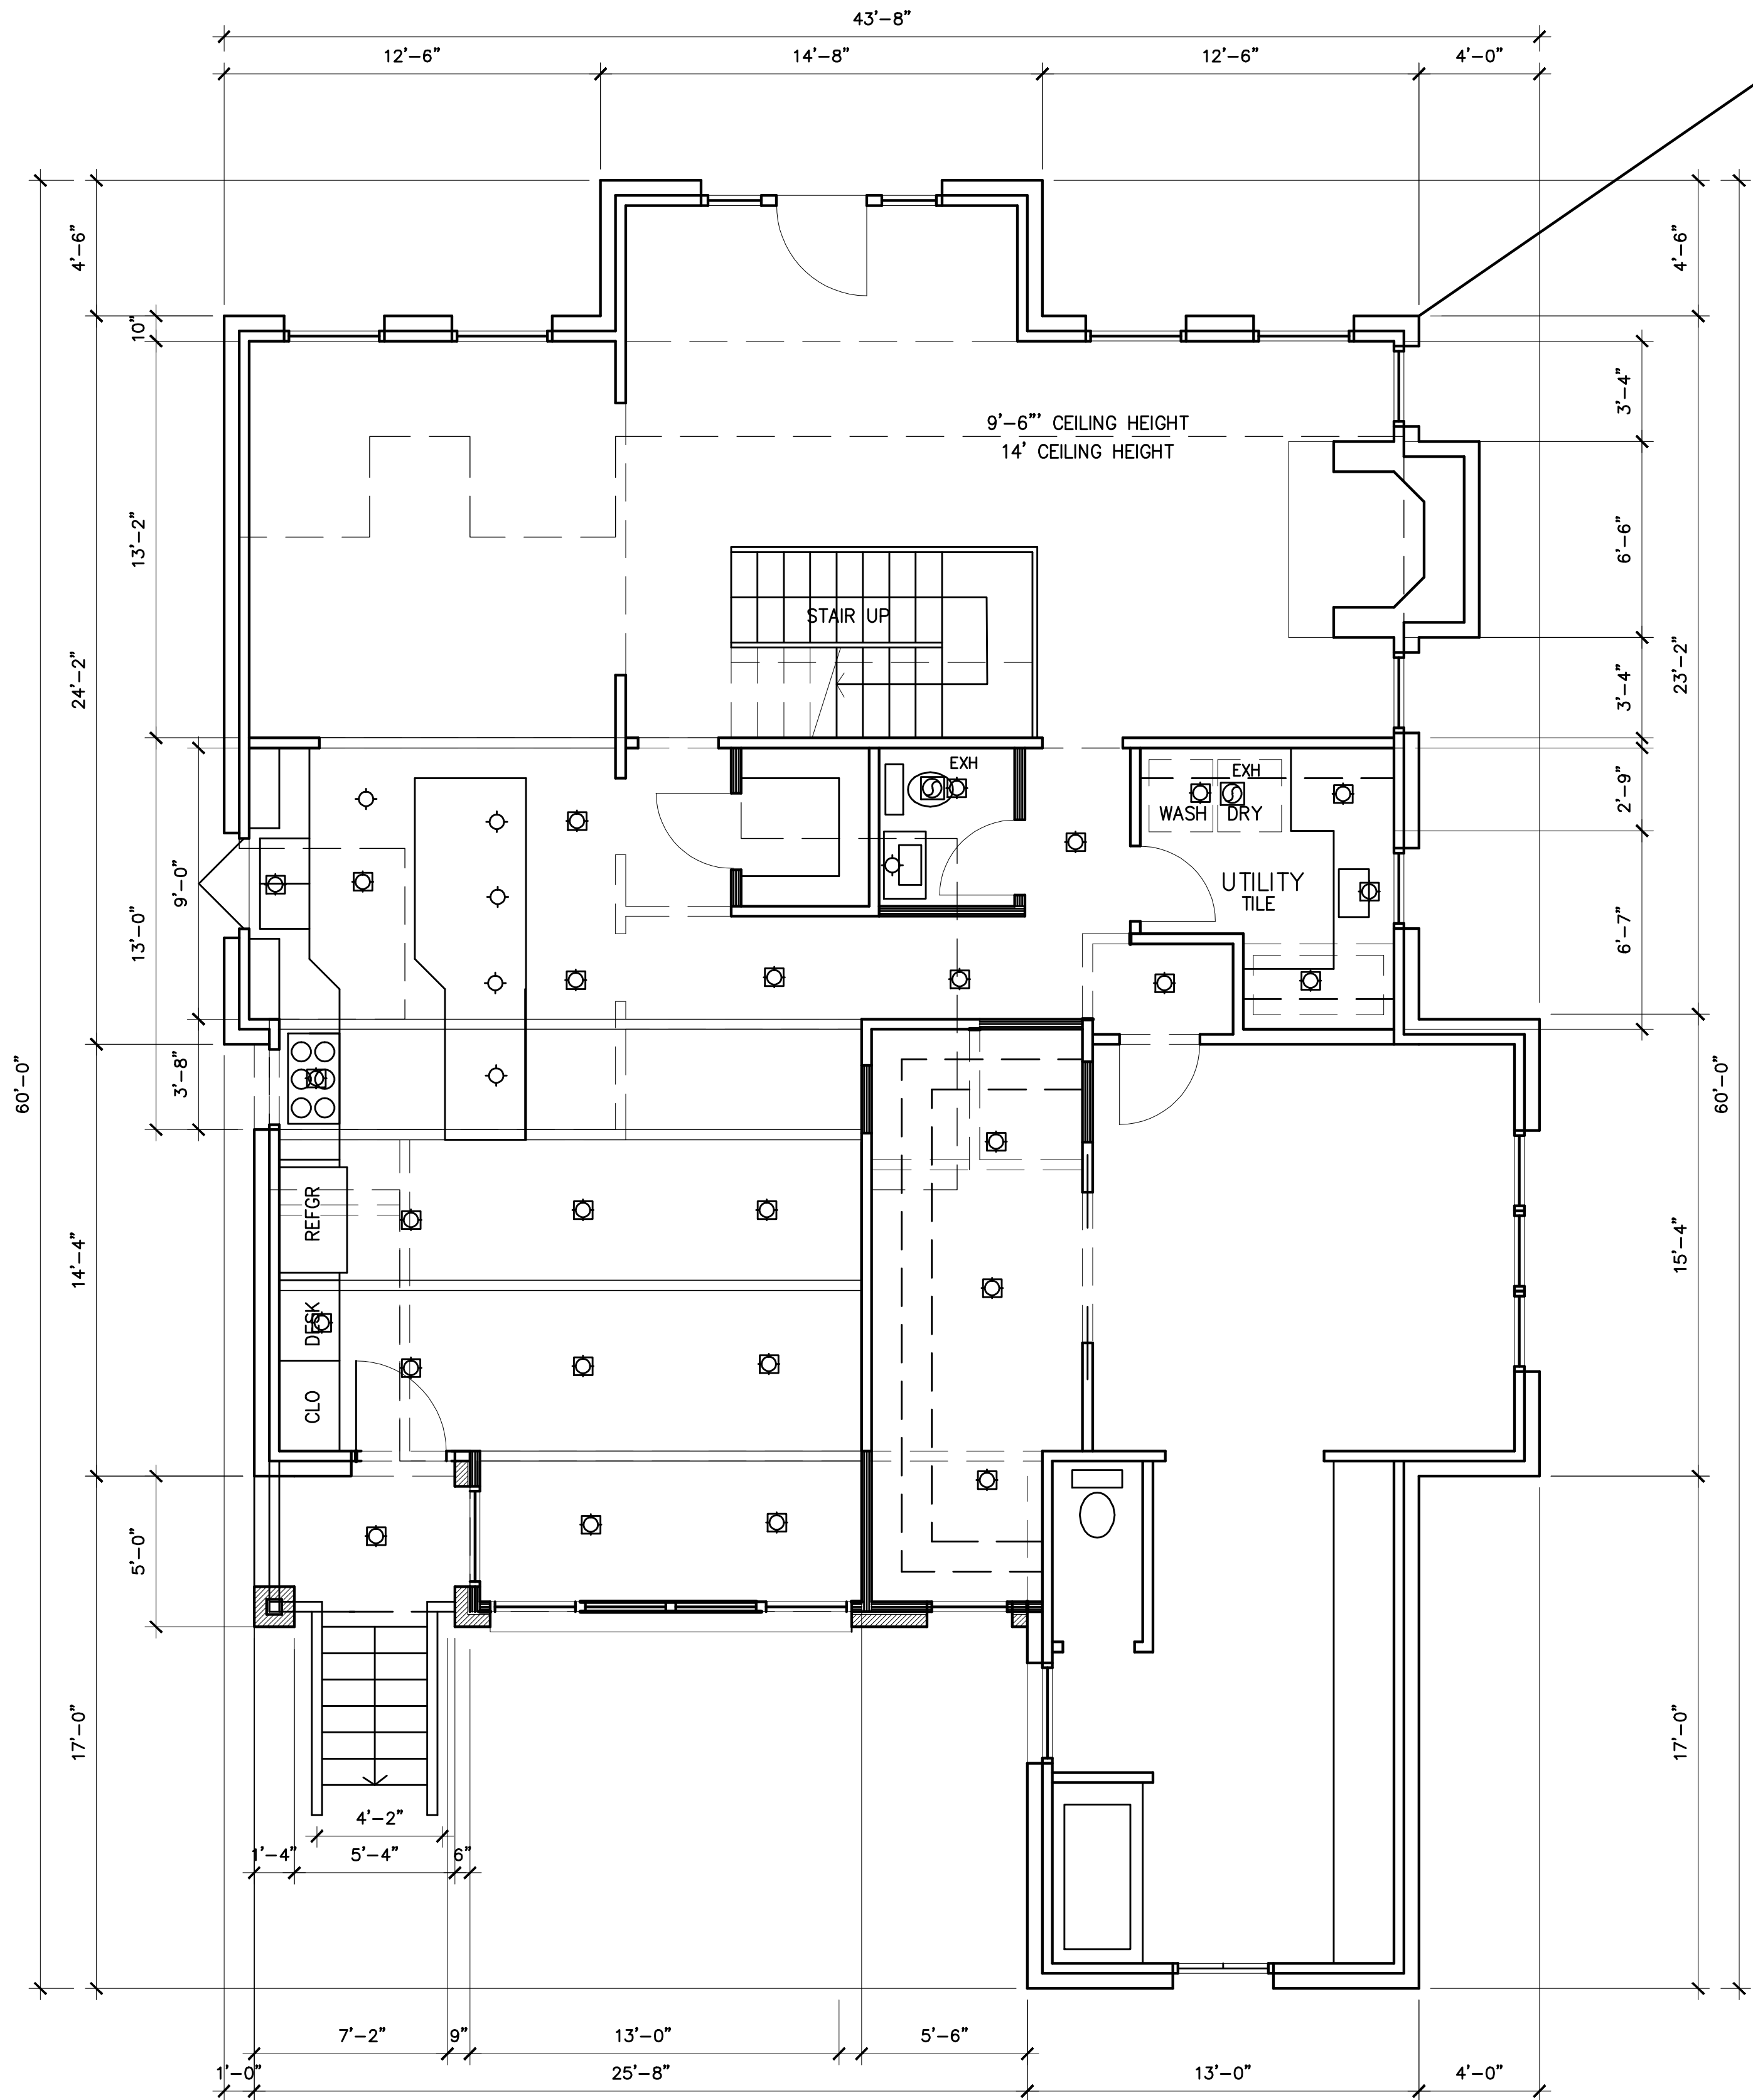 43'-8"
12'-6" 14'-8" 12'-6" 4'-0"
4'-6" 4'-6"
10"
3'-4"
9'-6"' CEILING HEIGHT
14' CEILING HEIGHT
13'-2" 6'-6"
STAIR UP
24'-2" 3'-4" 23'-2"
EXH EXH
2'-9"
WASH DRY
9'-0" UTILITY
TILE
13'-0" 6'-7"
3'-8"
60'-0" 60'-0"
REFGR
14'-4" 15'-4"
DESK
CLO
5'-0"
17'-0" 17'-0"
4'-2"
1'-4" 5'-4" 6"
7'-2" 9" 13'-0" 5'-6"
1'-0" 25'-8" 13'-0" 4'-0"